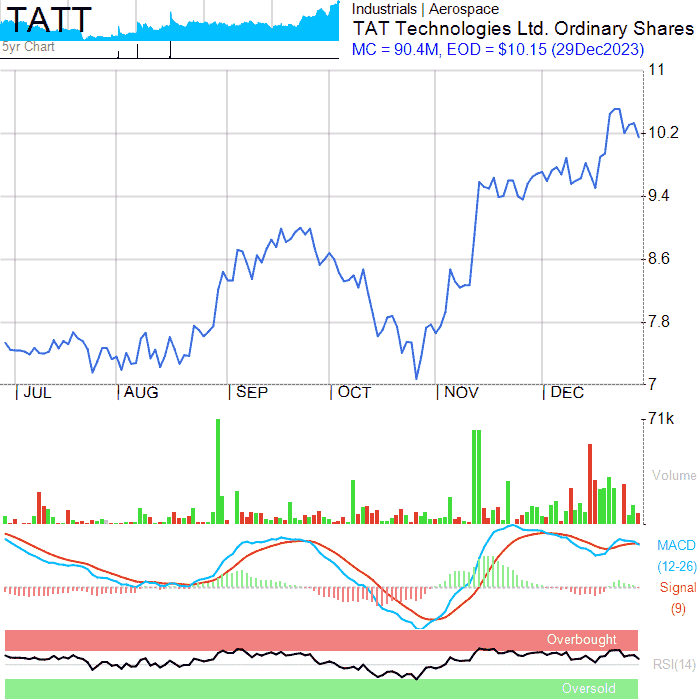 TATT
5yr Chart
Industrials | Aerospace
TAT Technologies Ltd. Ordinary Shares
MC = 90.4M, EOD = $10.15 (29Dec2023)
11
10.2
9.4
8.6
7.8
7
JUL AUG SEP OCT NOV DEC
71k
Volume
MACD
(12-26)
Signal
(9)
Overbought
RSI(14)
Oversold